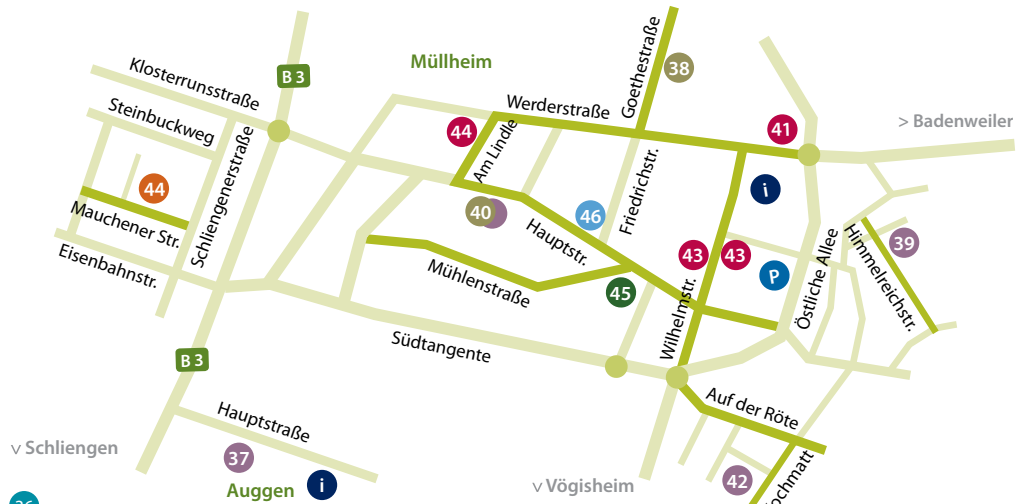 Müllheim
B 3
Klosterrunsstraße
Steinbuckweg
Schliengenerstraße
44
Mauchener Str.
Eisenbahnstr.
B 3
Werderstraße
Goethestraße
38
44
Am Lindle
41
> Badenweiler
i
40
46
Friedrichstr.
Hauptstr.
43
43
P
Östliche Allee
Himmelreichstr.
39
Mühlenstraße
45
Wilhelmstr.
Südtangente
Auf der Röte
Hauptstraße
v Schliengen
37
Auggen
i
v Vögisheim
42